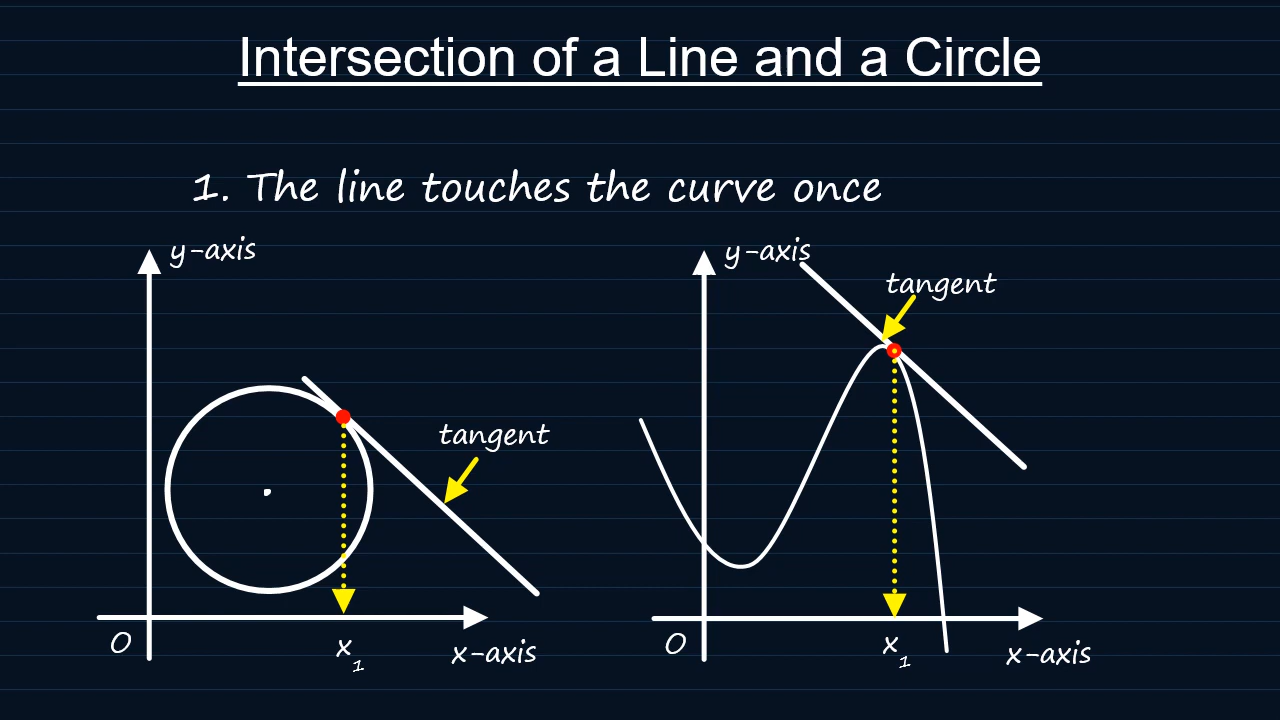 Intersection of a Line and a Circle
1. The line touches the curve once
y-axis
tangent
O
x₁
x-axis
y-axis
tangent
O
x₁
x-axis